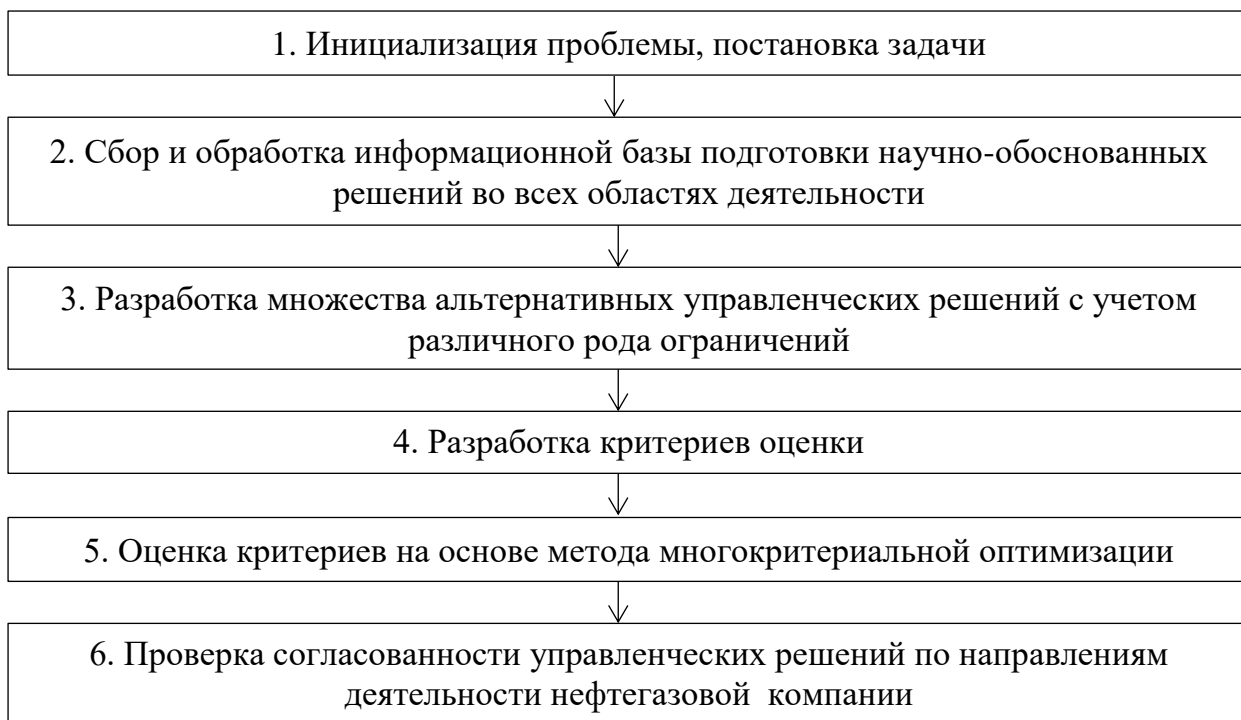 1. Инициализация проблемы, постановка задачи
2. Сбор и обработка информационной базы подготовки научно-обоснованных
решений во всех областях деятельности
3. Разработка множества альтернативных управленческих решений с учетом
различного рода ограничений
4. Разработка критериев оценки
5. Оценка критериев на основе метода многокритериальной оптимизации
6. Проверка согласованности управленческих решений по направлениям
деятельности нефтегазовой компании